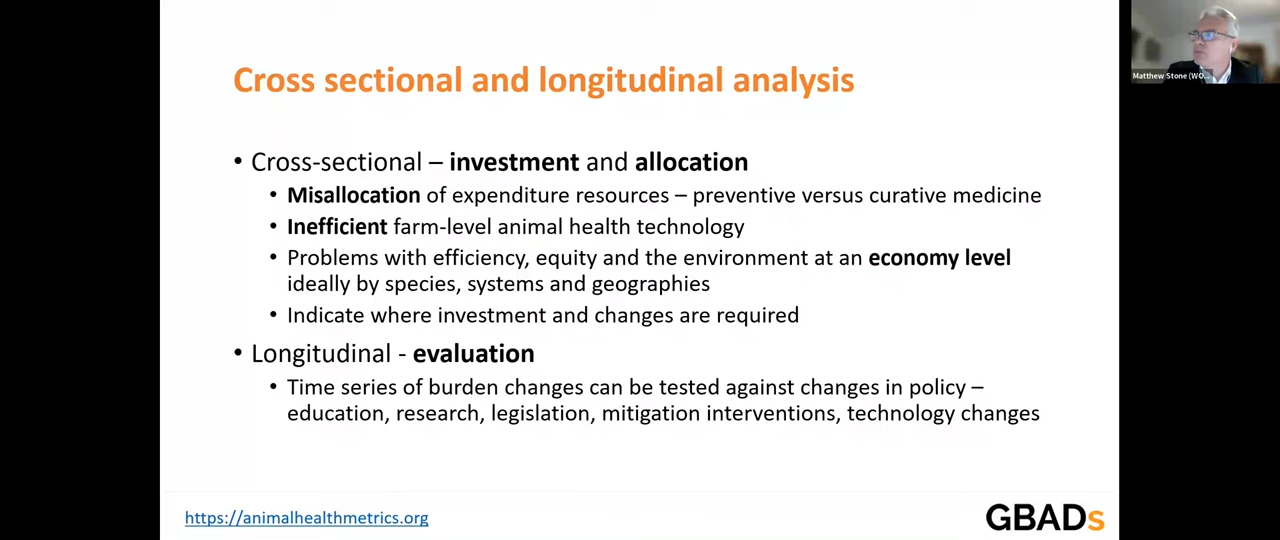 Cross sectional and longitudinal analysis
• Cross-sectional – investment and allocation
• Misallocation of expenditure resources – preventive versus curative medicine
• Inefficient farm-level animal health technology
• Problems with efficiency, equity and the environment at an economy level
ideally by species, systems and geographies
• Indicate where investment and changes are required
• Longitudinal - evaluation
• Time series of burden changes can be tested against changes in policy –
education, research, legislation, mitigation interventions, technology changes
https://animalhealthmetrics.org
GBADs
Matthew Stone (WO...